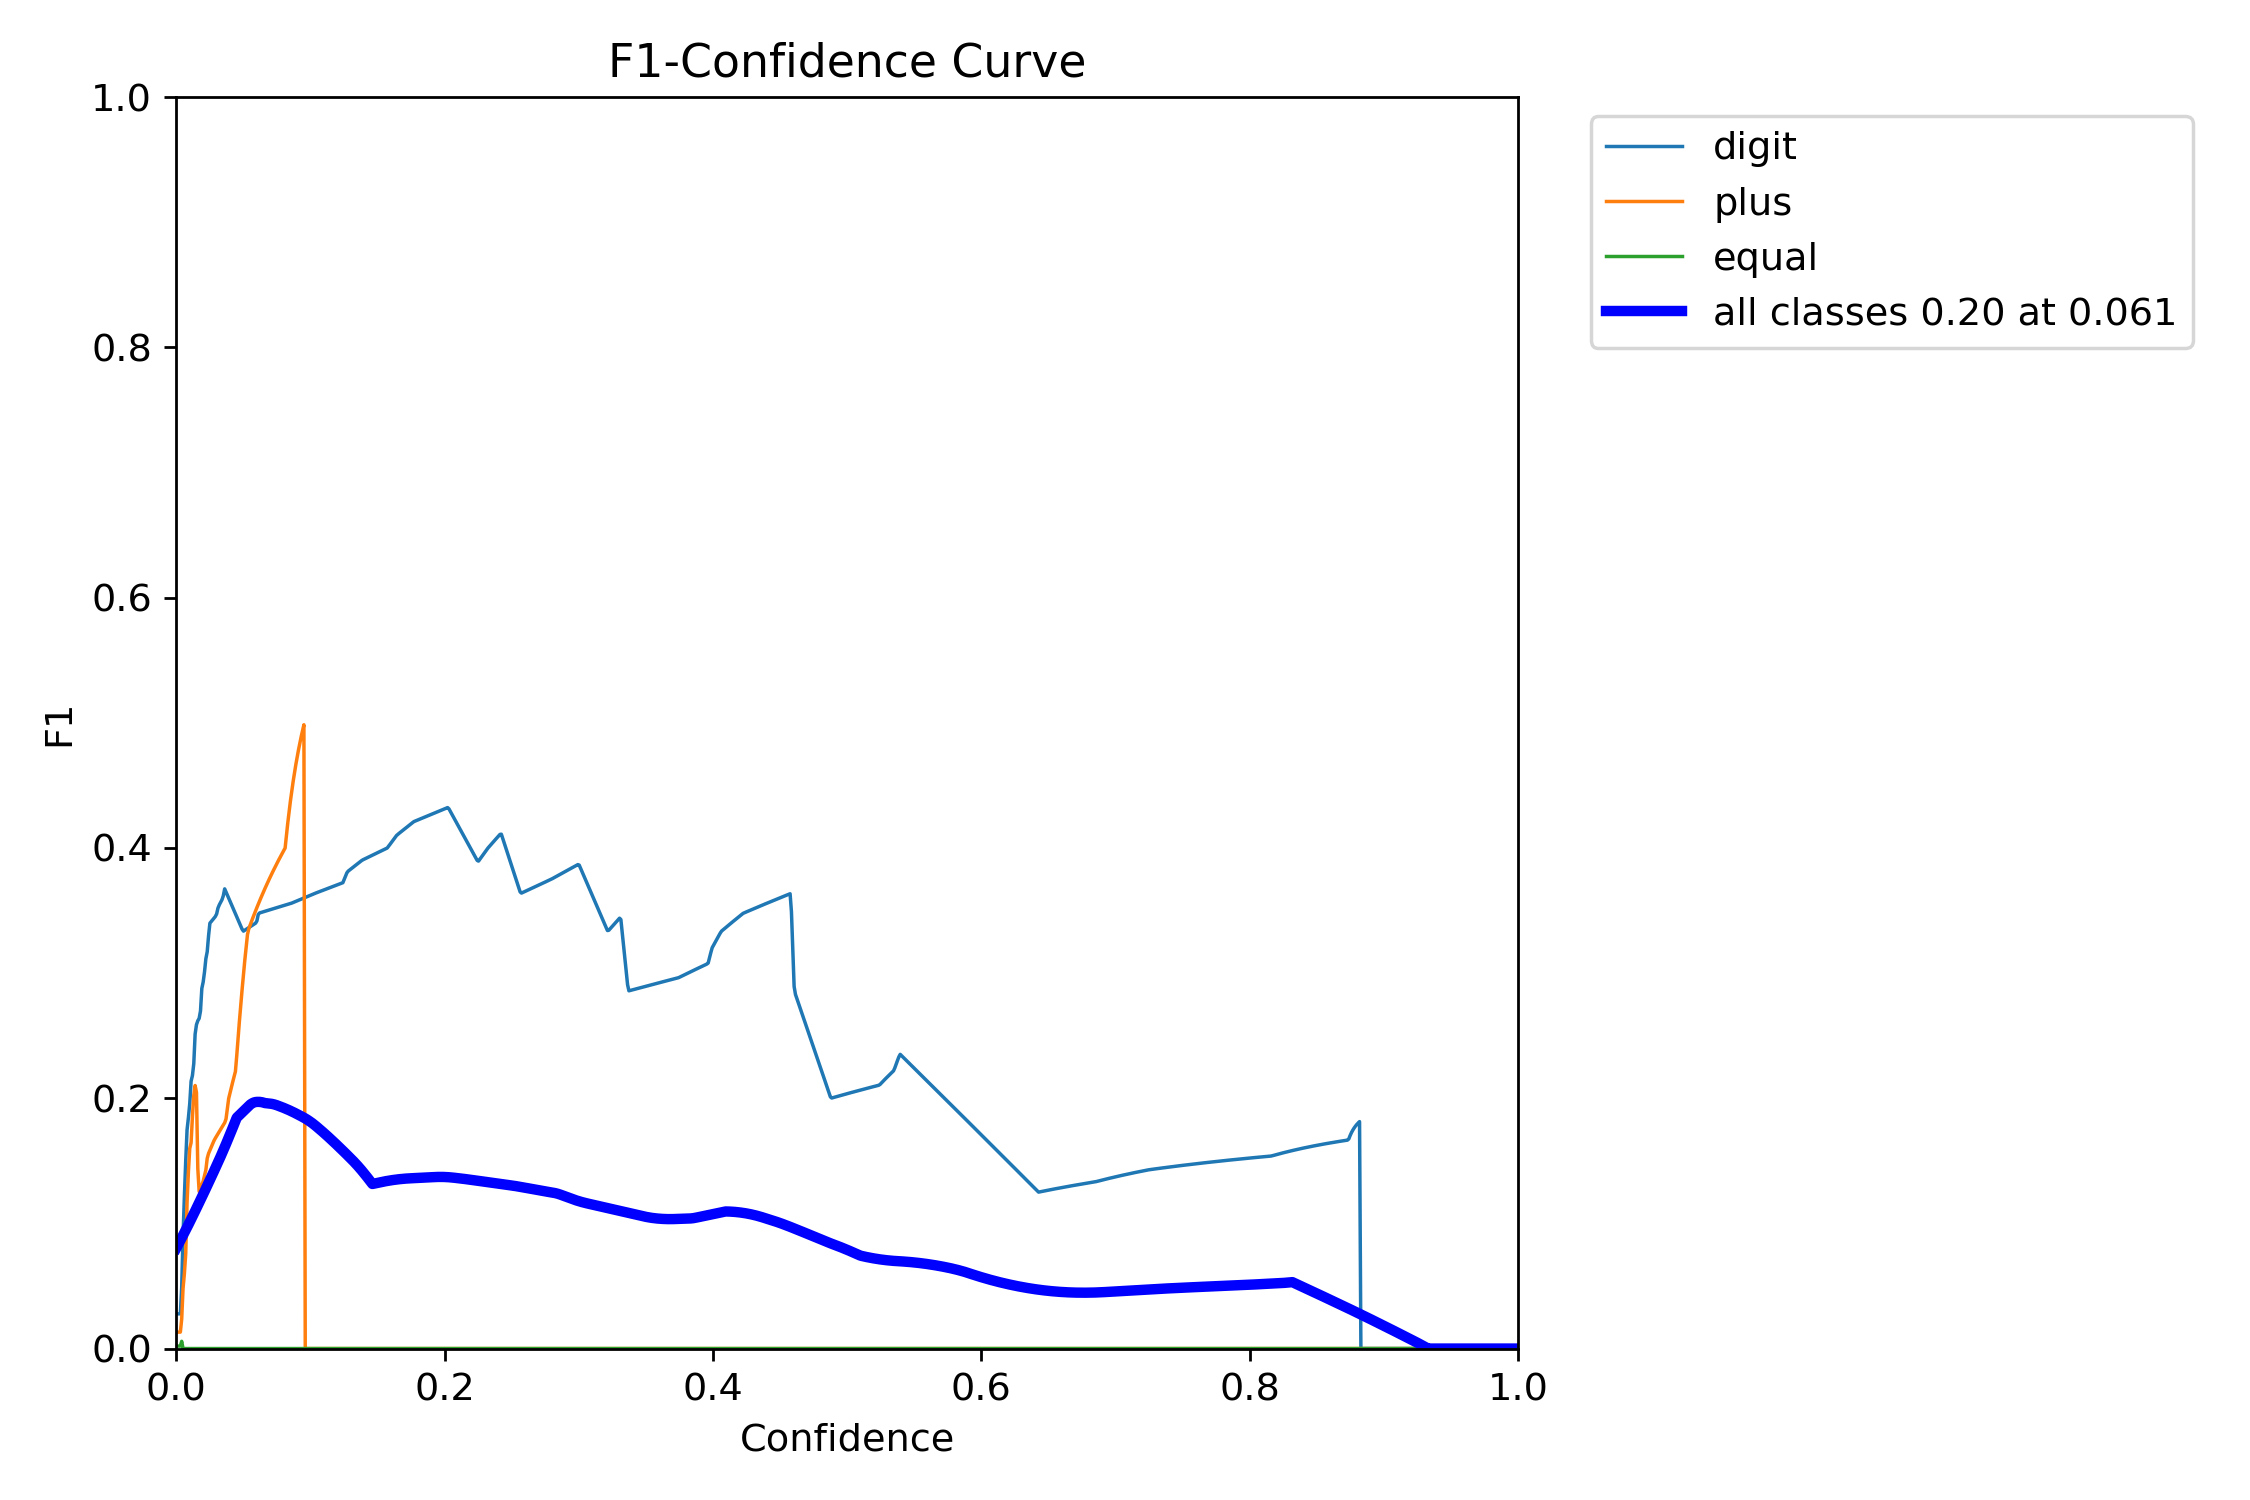 F1-Confidence Curve
1.0
0.8
0.6
0.4
0.2
0.0
F1
0.0 0.2 0.4 0.6 0.8 1.0
Confidence
digit
plus
equal
all classes 0.20 at 0.061